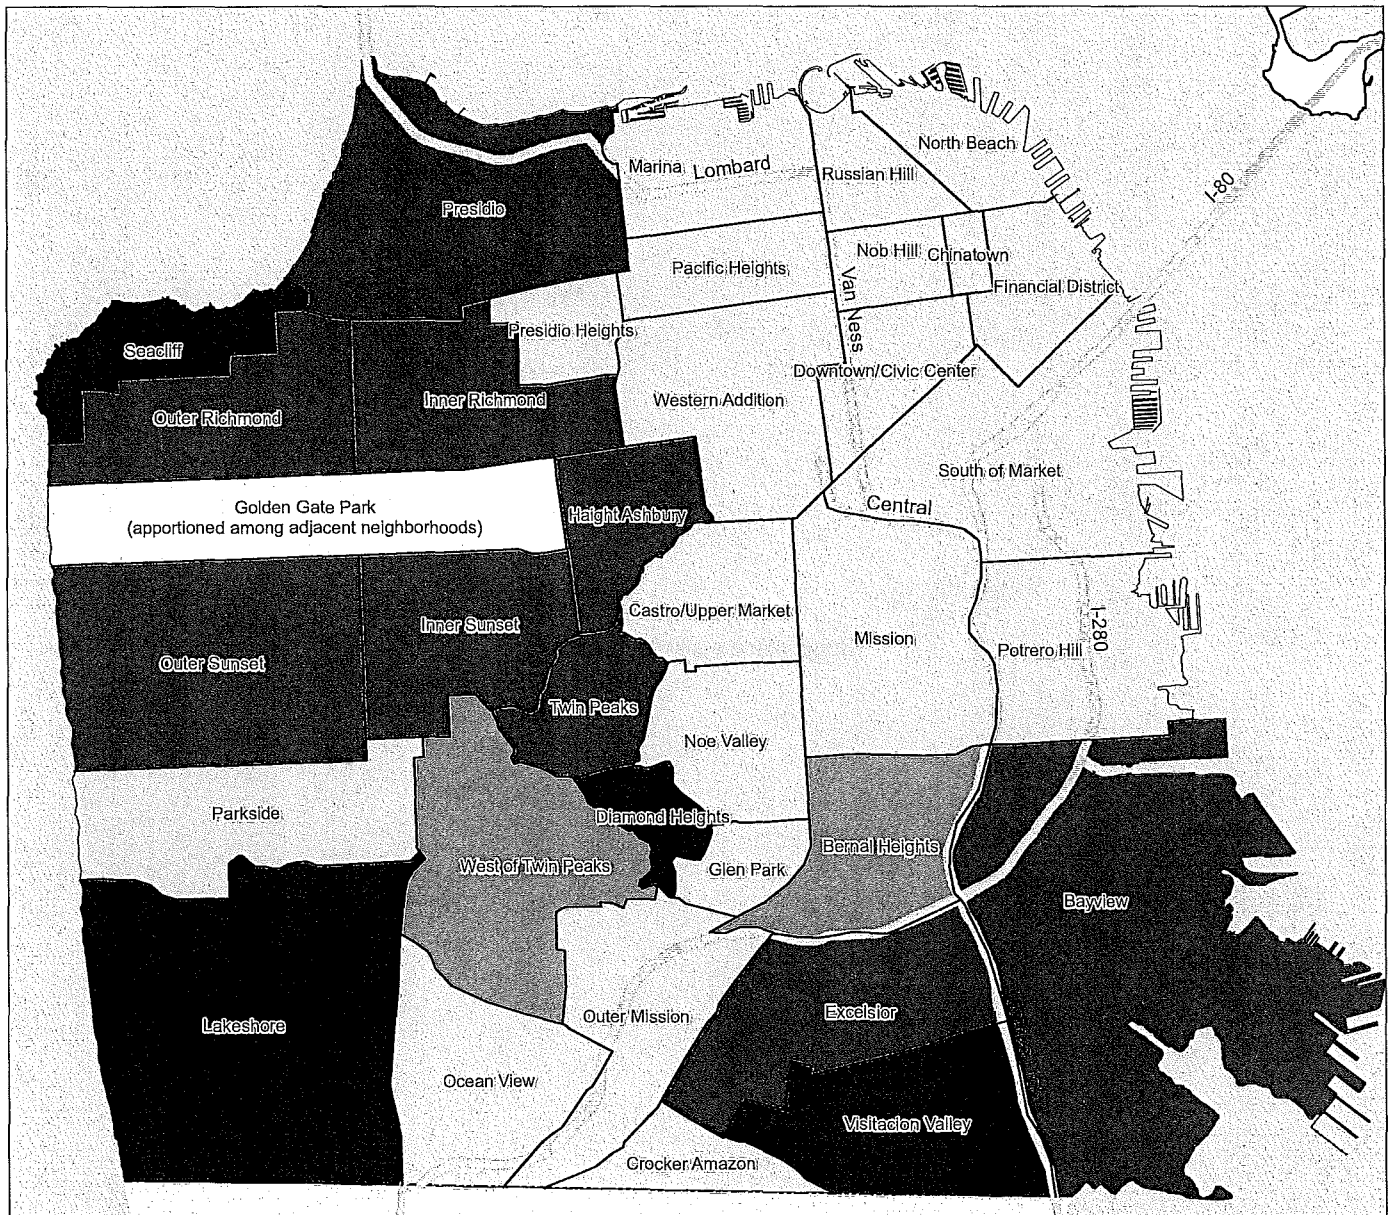 North Beach
Marina
Lombard
Russian Hill
I-80
Presidio
Nob Hill
Chinatown
Pacific Heights
Van Ness
Financial District
Presidio Heights
Seacliff
Downtown/Civic Center
Inner Richmond
Western Addition
Outer Richmond
South of Market
Golden Gate Park
(apportioned among adjacent neighborhoods)
Haight Ashbury
Central
Castro/Upper Market
Inner Sunset
Mission
I-280
Potrero Hill
Outer Sunset
Twin Peaks
Noe Valley
Parkside
Diamond Heights
Bernal Heights
West of Twin Peaks
Glen Park
Bayview
Excelsior
Outer Mission
Lakeshore
Ocean View
Visitacion Valley
Crocker Amazon